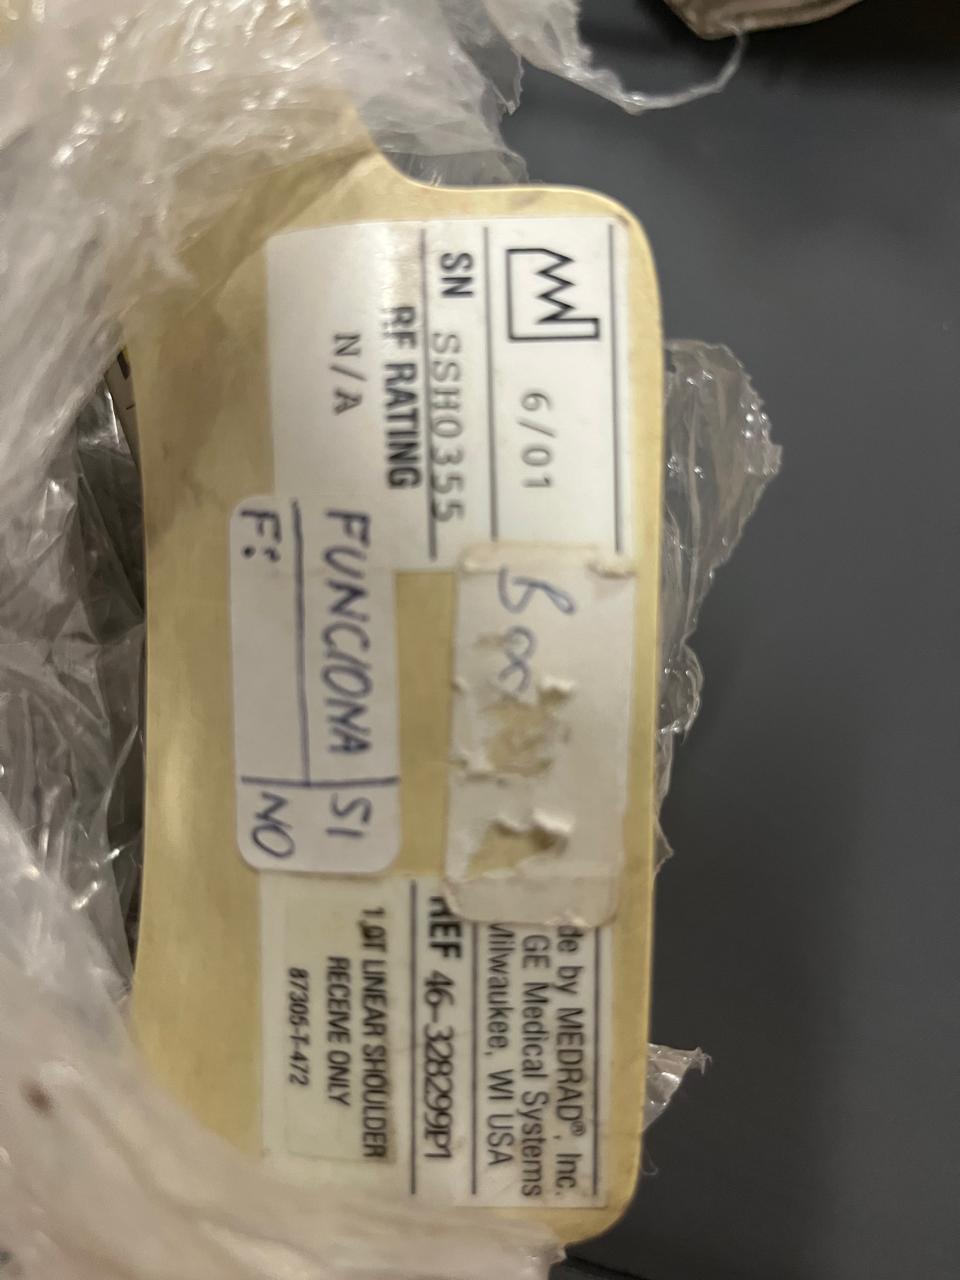 6/01
SN SSH0355
RF RATING
N/A
FUNCIONA SI
F: NO
de by MEDRAD®, Inc.
GE Medical Systems
Milwaukee, WI USA
REF 46-328299P1
1.0T LINEAR SHOULDER
RECEIVE ONLY
87305-T-472